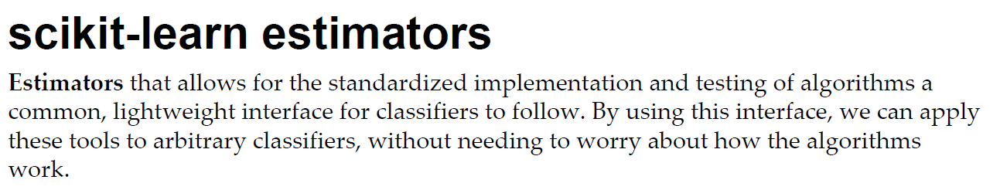 scikit-learn estimators
Estimators that allows for the standardized implementation and testing of algorithms a
common, lightweight interface for classifiers to follow. By using this interface, we can apply
these tools to arbitrary classifiers, without needing to worry about how the algorithms
work.